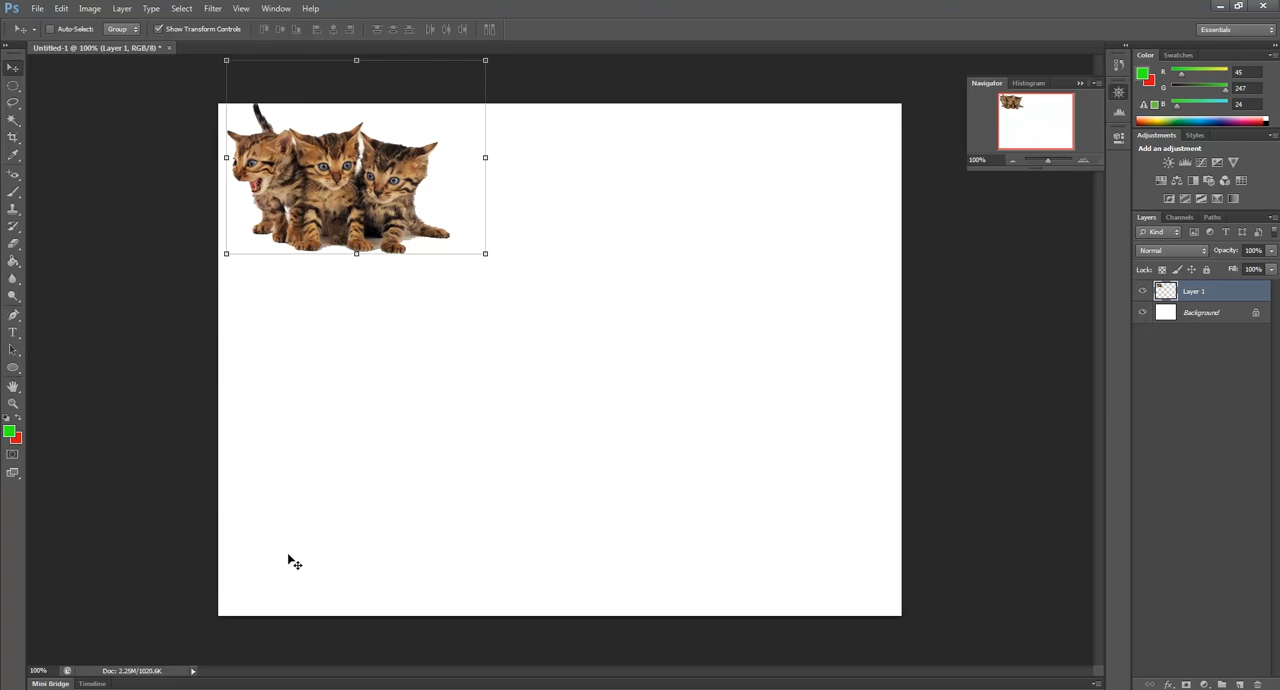 Ps File Edit Image Layer Type Select Filter View Window Help
Auto-Select: Group Show Transform Controls Essentials
Untitled-1 @ 100% (Layer 1, RGB/8) * ×
Color Swatches
R 45
G 247
B 24
Navigator Histogram
100%
Adjustments Styles
Add an adjustment
Layers Channels Paths
Kind
Normal Opacity: 100%
Lock: Fill: 100%
Layer 1
Background
T
100% Doc: 2.25M/1020.6K
Mini Bridge Timeline